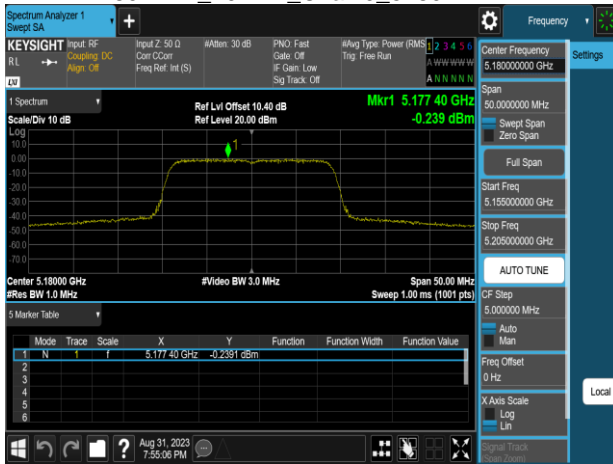 Spectrum Analyzer 1
Swept SA
+
Frequency
KEYSIGHT
RL
LXI
Input: RF
Coupling: DC
Align: Off
Input Z: 50 Ω
Corr CCorr
Freq Ref: Int (S)
#Atten: 30 dB
PNO: Fast
Gate: Off
IF Gain: Low
Sig Track: Off
#Avg Type: Power (RMS
Trig: Free Run
1 2 3 4 5 6
A W W W W W
A N N N N N
Center Frequency
5.180000000 GHz
Settings
Span
50.0000000 MHz
Swept Span
Zero Span
Full Span
Start Freq
5.155000000 GHz
Stop Freq
5.205000000 GHz
AUTO TUNE
CF Step
5.000000 MHz
Auto
Man
Freq Offset
0 Hz
X Axis Scale
Log
Lin
Signal Track
(Span Zoom)
Local
1 Spectrum
Scale/Div 10 dB
Ref Lvl Offset 10.40 dB
Ref Level 20.00 dBm
Mkr1 5.177 40 GHz
-0.239 dBm
Log
10.0
0.00
-10.0
-20.0
-30.0
-40.0
-50.0
-60.0
-70.0
1
Center 5.18000 GHz
#Res BW 1.0 MHz
#Video BW 3.0 MHz
Span 50.00 MHz
Sweep 1.00 ms (1001 pts)
5 Marker Table
Mode Trace Scale X Y Function Function Width Function Value
1 N 1 f 5.177 40 GHz -0.2391 dBm
2
3
4
5
6
?
Aug 31, 2023
7:55:06 PM